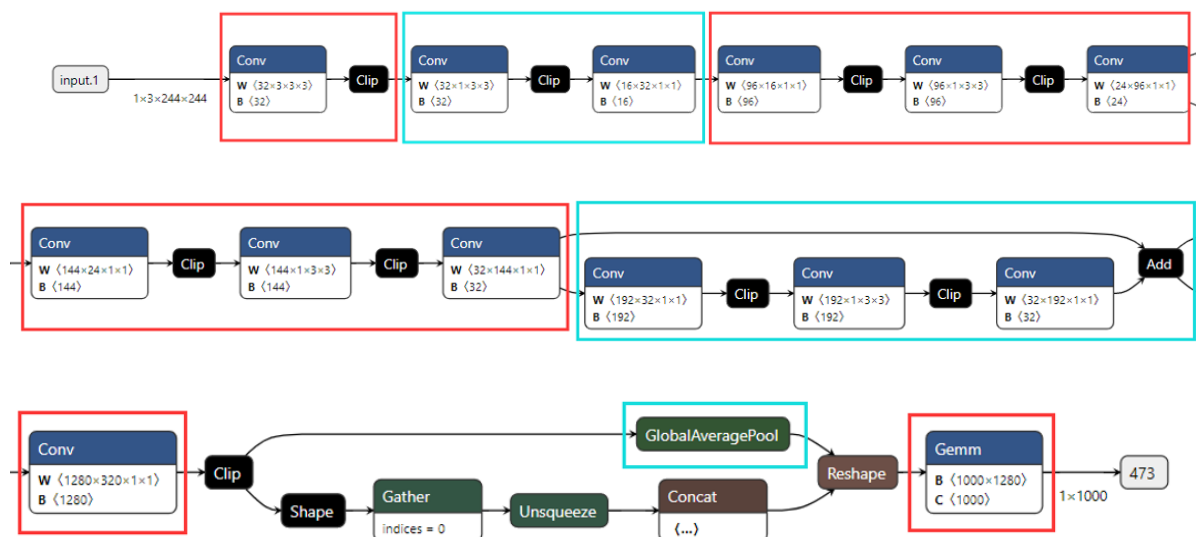 input.1
1×3×244×244
Conv
W ⟨32×3×3×3⟩
B ⟨32⟩
Clip
Conv
W ⟨32×1×3×3⟩
B ⟨32⟩
Clip
Conv
W ⟨16×32×1×1⟩
B ⟨16⟩
Conv
W ⟨96×16×1×1⟩
B ⟨96⟩
Clip
Conv
W ⟨96×1×3×3⟩
B ⟨96⟩
Clip
Conv
W ⟨24×96×1×1⟩
B ⟨24⟩
Conv
W ⟨144×24×1×1⟩
B ⟨144⟩
Clip
Conv
W ⟨144×1×3×3⟩
B ⟨144⟩
Clip
Conv
W ⟨32×144×1×1⟩
B ⟨32⟩
Conv
W ⟨192×32×1×1⟩
B ⟨192⟩
Clip
Conv
W ⟨192×1×3×3⟩
B ⟨192⟩
Clip
Conv
W ⟨32×192×1×1⟩
B ⟨32⟩
Add
Conv
W ⟨1280×320×1×1⟩
B ⟨1280⟩
Clip
GlobalAveragePool
Shape
Gather
indices = 0
Unsqueeze
Concat
⟨...⟩
Reshape
Gemm
B ⟨1000×1280⟩
C ⟨1000⟩
1×1000
473